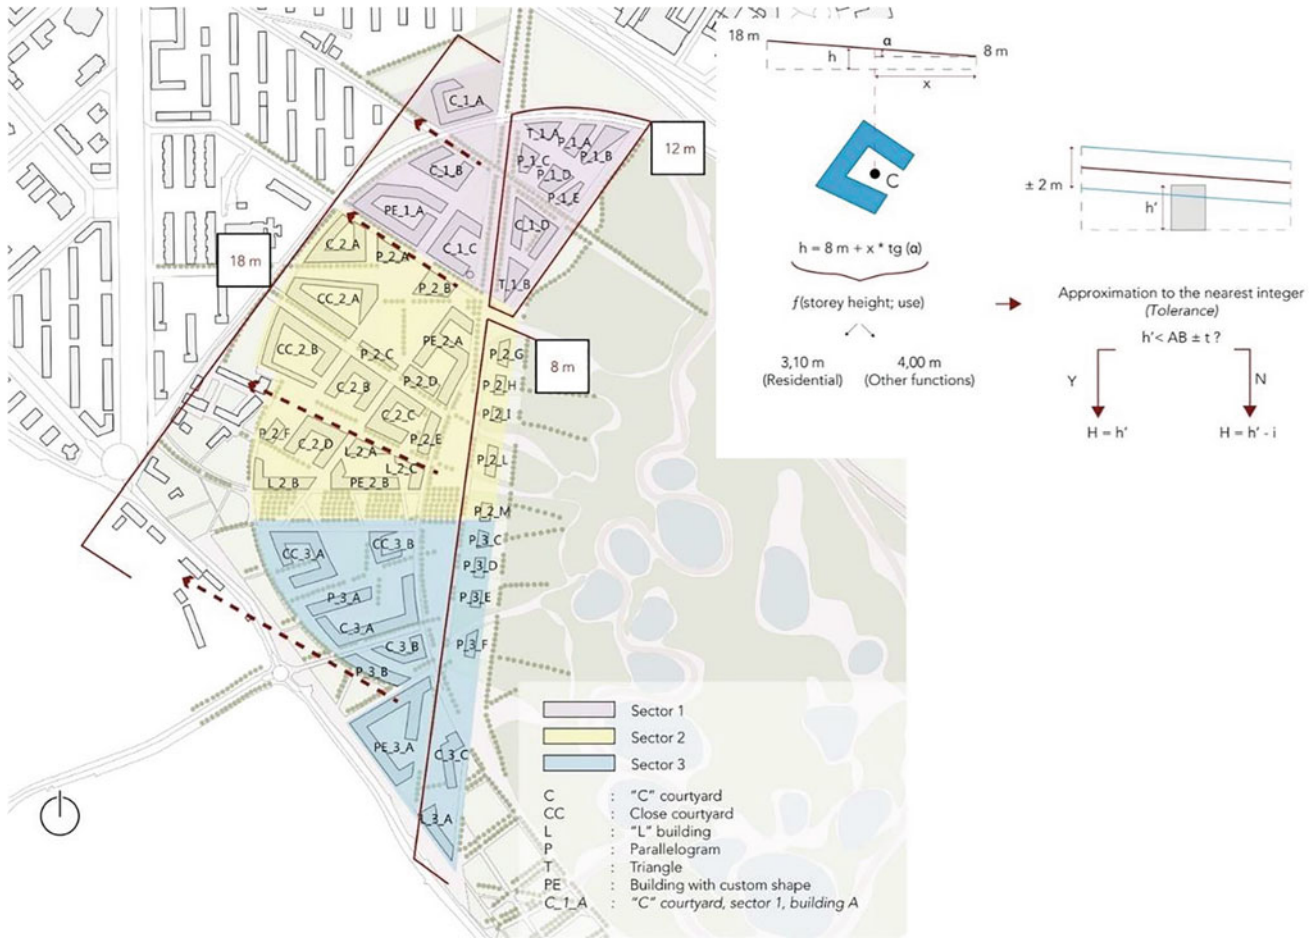 C_1_A
C_1_B
PE_1_A
C_1_C
T_1_A
P_1_A
P_1_B
P_1_C
P_1_D
P_1_E
C_1_D
T_1_B
12 m
18 m
8 m
C_2_A
P_2_A
P_2_B
CC_2_A
CC_2_B
PE_2_A
P_2_C
P_2_D
C_2_B
C_2_C
P_2_E
P_2_F
C_2_D
L_2_A
L_2_C
L_2_B
PE_2_B
P_2_G
P_2_H
P_2_I
P_2_L
P_2_M
CC_3_A
CC_3_B
P_3_C
P_3_D
P_3_E
P_3_F
P_3_A
C_3_A
C_3_B
P_3_B
PE_3_A
C_3_C
L_3_A
18 m
α
8 m
h
x
C
h = 8 m + x * tg (α)
f (storey height; use)
3,10 m
(Residential)
4,00 m
(Other functions)
± 2 m
h'
Approximation to the nearest integer
(Tolerance)
h'< AB ± t ?
Y
N
H = h'
H = h' - i
Sector 1
Sector 2
Sector 3
C : "C" courtyard
CC : Close courtyard
L : "L" building
P : Parallelogram
T : Triangle
PE : Building with custom shape
C_1_A : "C" courtyard, sector 1, building A